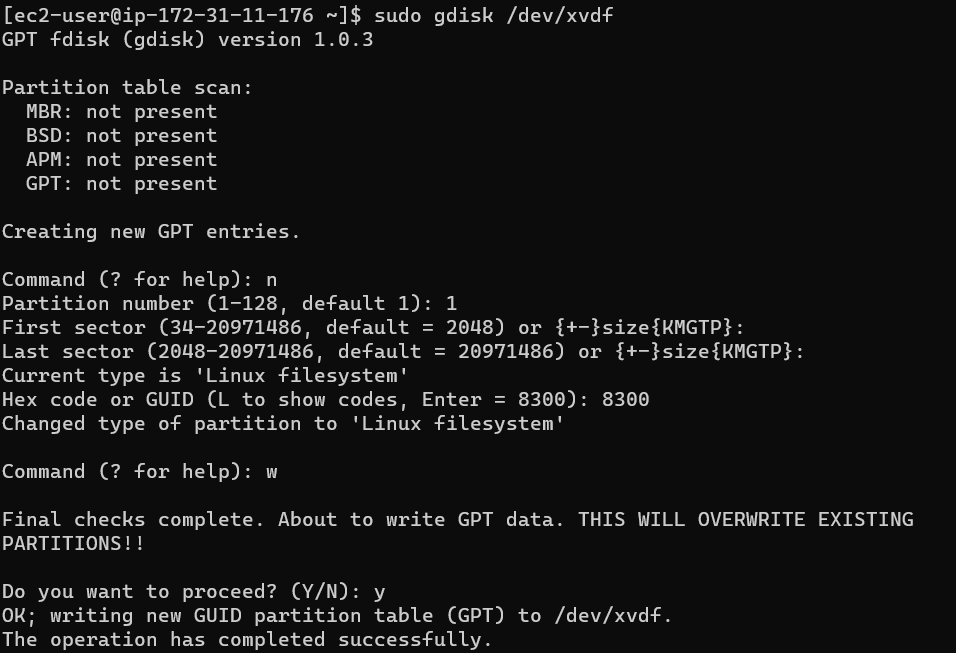 [ec2-user@ip-172-31-11-176 ~]$ sudo gdisk /dev/xvdf
GPT fdisk (gdisk) version 1.0.3
Partition table scan:
  MBR: not present
  BSD: not present
  APM: not present
  GPT: not present
Creating new GPT entries.
Command (? for help): n
Partition number (1-128, default 1): 1
First sector (34-20971486, default = 2048) or {+-}size{KMGTP}:
Last sector (2048-20971486, default = 20971486) or {+-}size{KMGTP}:
Current type is 'Linux filesystem'
Hex code or GUID (L to show codes, Enter = 8300): 8300
Changed type of partition to 'Linux filesystem'
Command (? for help): w
Final checks complete. About to write GPT data. THIS WILL OVERWRITE EXISTING
PARTITIONS!!
Do you want to proceed? (Y/N): y
OK; writing new GUID partition table (GPT) to /dev/xvdf.
The operation has completed successfully.